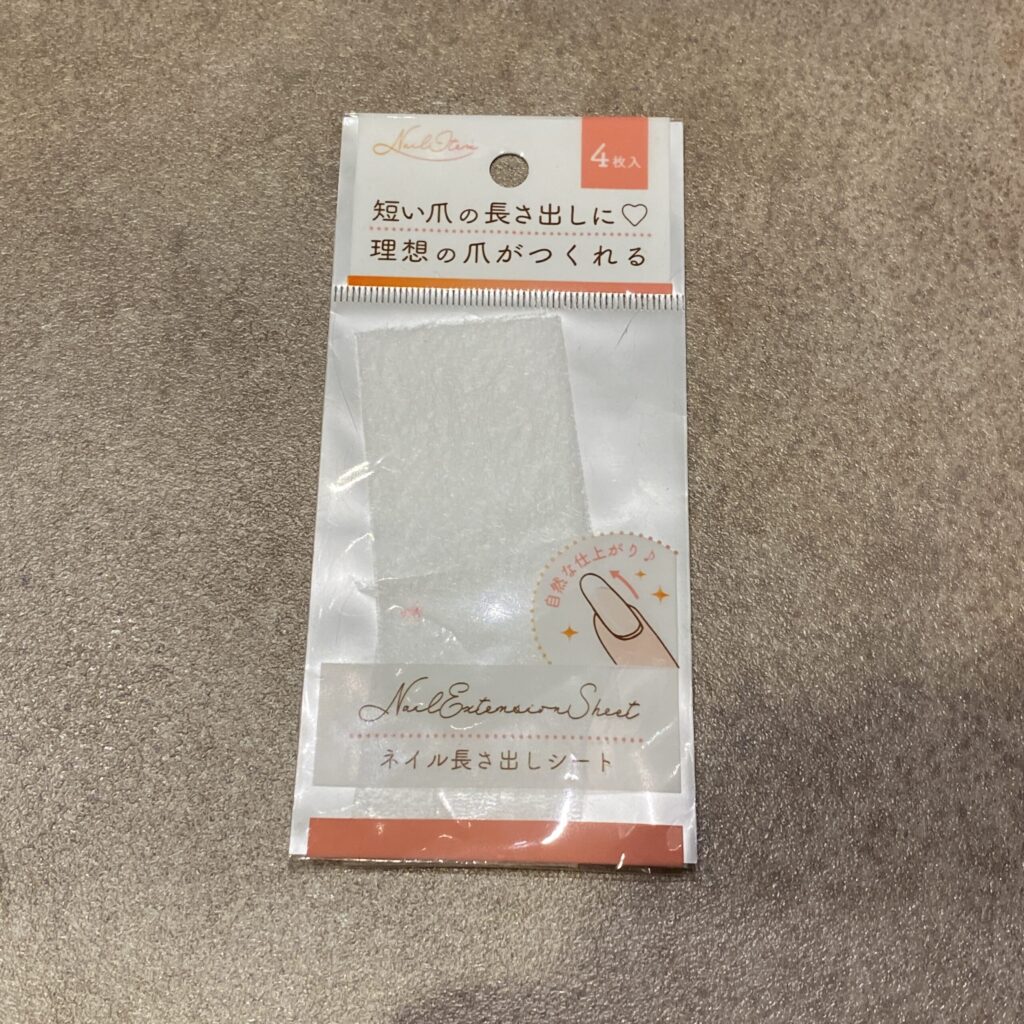 Nail Item
4枚入
短い爪の長さ出しに♡
理想の爪がつくれる
自然な仕上がり♪
Nail Extension Sheet
ネイル長さ出しシート